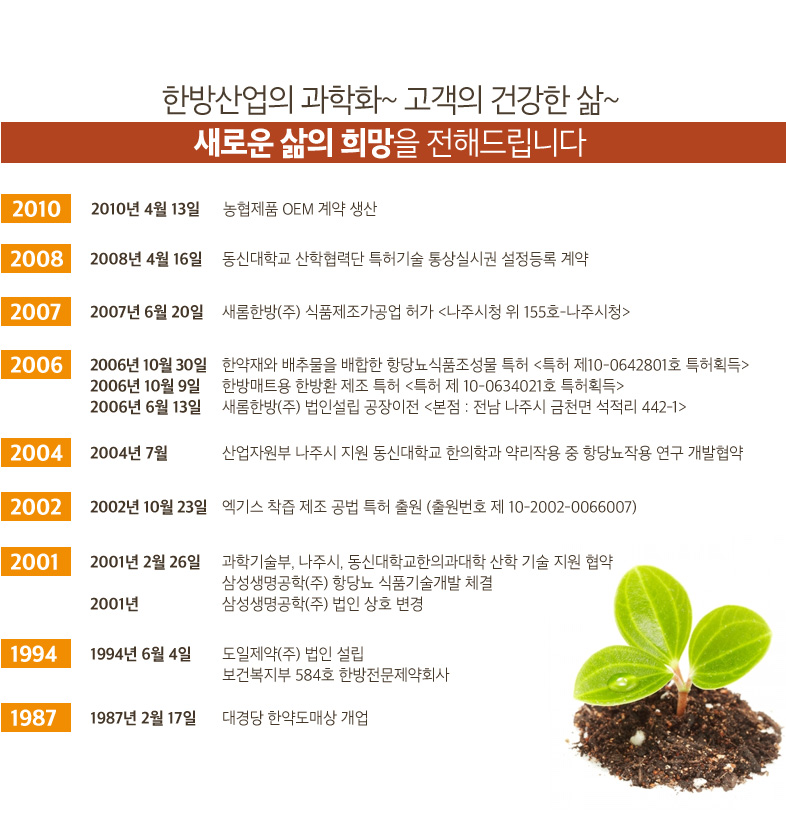 한방산업의 과학화~ 고객의 건강한 삶~
새로운 삶의 희망을 전해드립니다
2010 2010년 4월 13일 농협제품 OEM 계약 생산
2008 2008년 4월 16일 동신대학교 산학협력단 특허기술 통상실시권 설정등록 계약
2007 2007년 6월 20일 새롬한방(주) 식품제조가공업 허가 <나주시청 위 155호-나주시청>
2006 2006년 10월 30일 한약재와 배추물을 배합한 항당뇨식품조성물 특허 <특허 제10-0642801호 특허획득>
2006년 10월 9일 한방매트용 한방환 제조 특허 <특허 제 10-0634021호 특허획득>
2006년 6월 13일 새롬한방(주) 법인설립 공장이전 <본점 : 전남 나주시 금천면 석적리 442-1>
2004 2004년 7월 산업자원부 나주시 지원 동신대학교 한의학과 약리작용 중 항당뇨작용 연구 개발협약
2002 2002년 10월 23일 엑기스 착즙 제조 공법 특허 출원 (출원번호 제 10-2002-0066007)
2001 2001년 2월 26일 과학기술부, 나주시, 동신대학교한의과대학 산학 기술 지원 협약
삼성생명공학(주) 항당뇨 식품기술개발 체결
2001년 삼성생명공학(주) 법인 상호 변경
1994 1994년 6월 4일 도일제약(주) 법인 설립
보건복지부 584호 한방전문제약회사
1987 1987년 2월 17일 대경당 한약도매상 개업